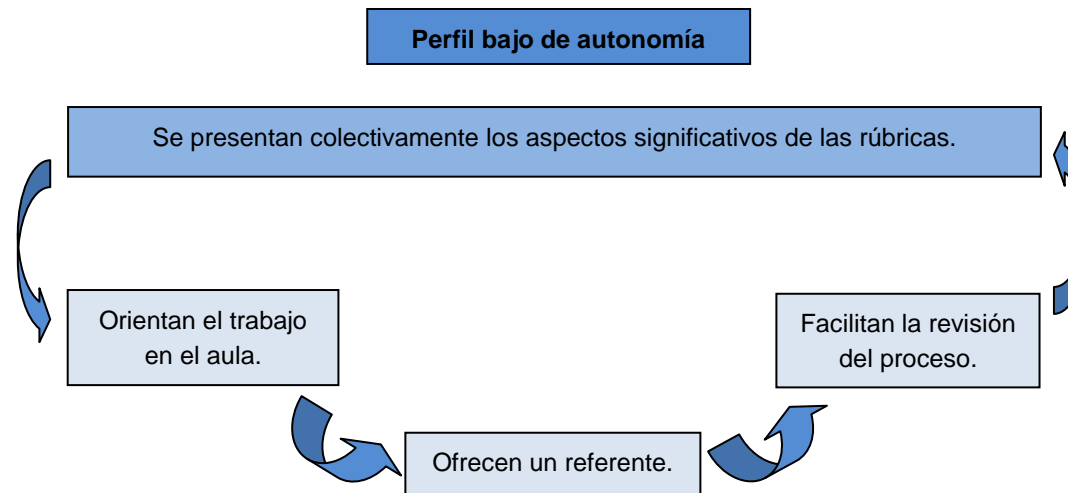 Perfil bajo de autonomía
Se presentan colectivamente los aspectos significativos de las rúbricas.
Orientan el trabajo
en el aula.
Ofrecen un referente.
Facilitan la revisión
del proceso.